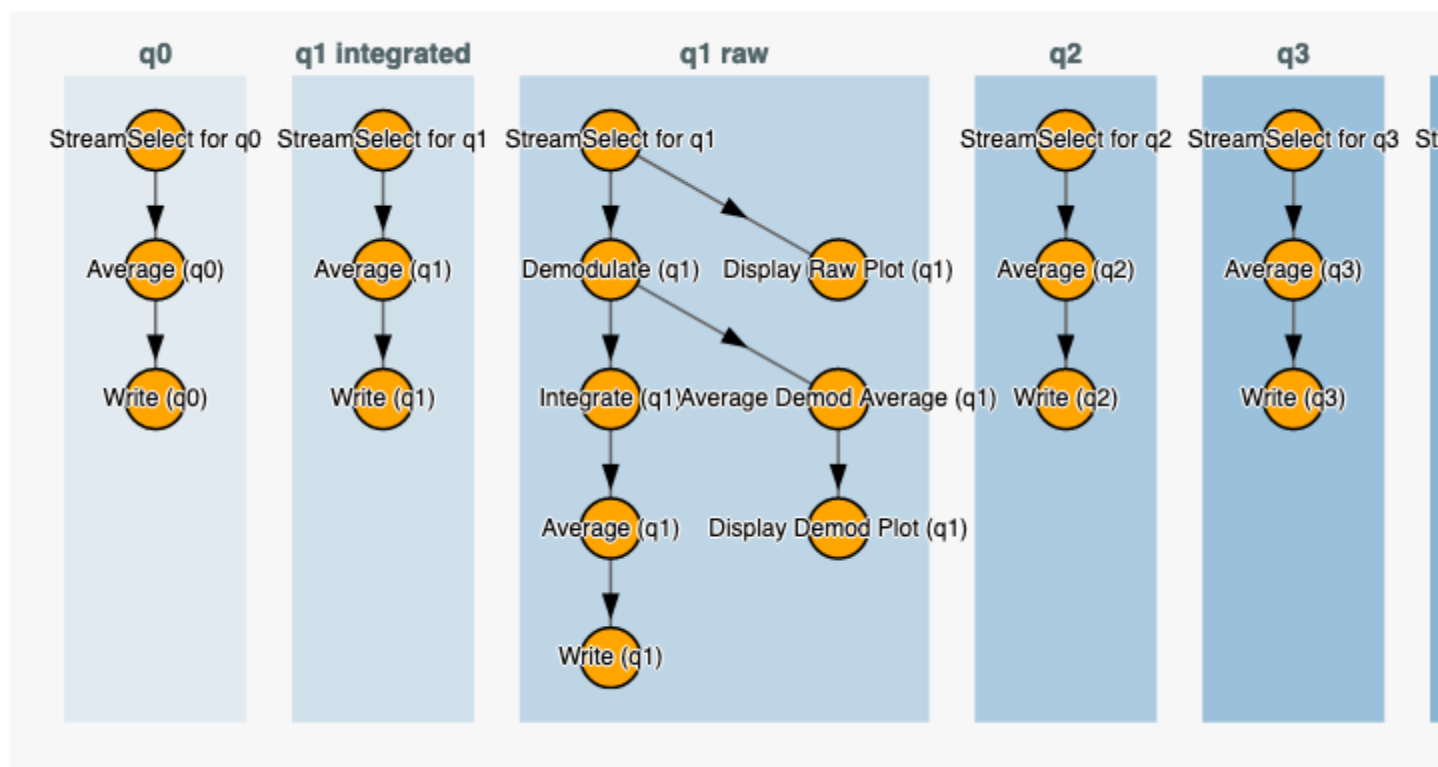 q0
q1 integrated
q1 raw
q2
q3
StreamSelect for q0
StreamSelect for q1
StreamSelect for q1
StreamSelect for q2
StreamSelect for q3
St
Average (q0)
Average (q1)
Demodulate (q1)
Display Raw Plot (q1)
Average (q2)
Average (q3)
Write (q0)
Write (q1)
Integrate (q1)
Average Demod Average (q1)
Write (q2)
Write (q3)
Average (q1)
Display Demod Plot (q1)
Write (q1)